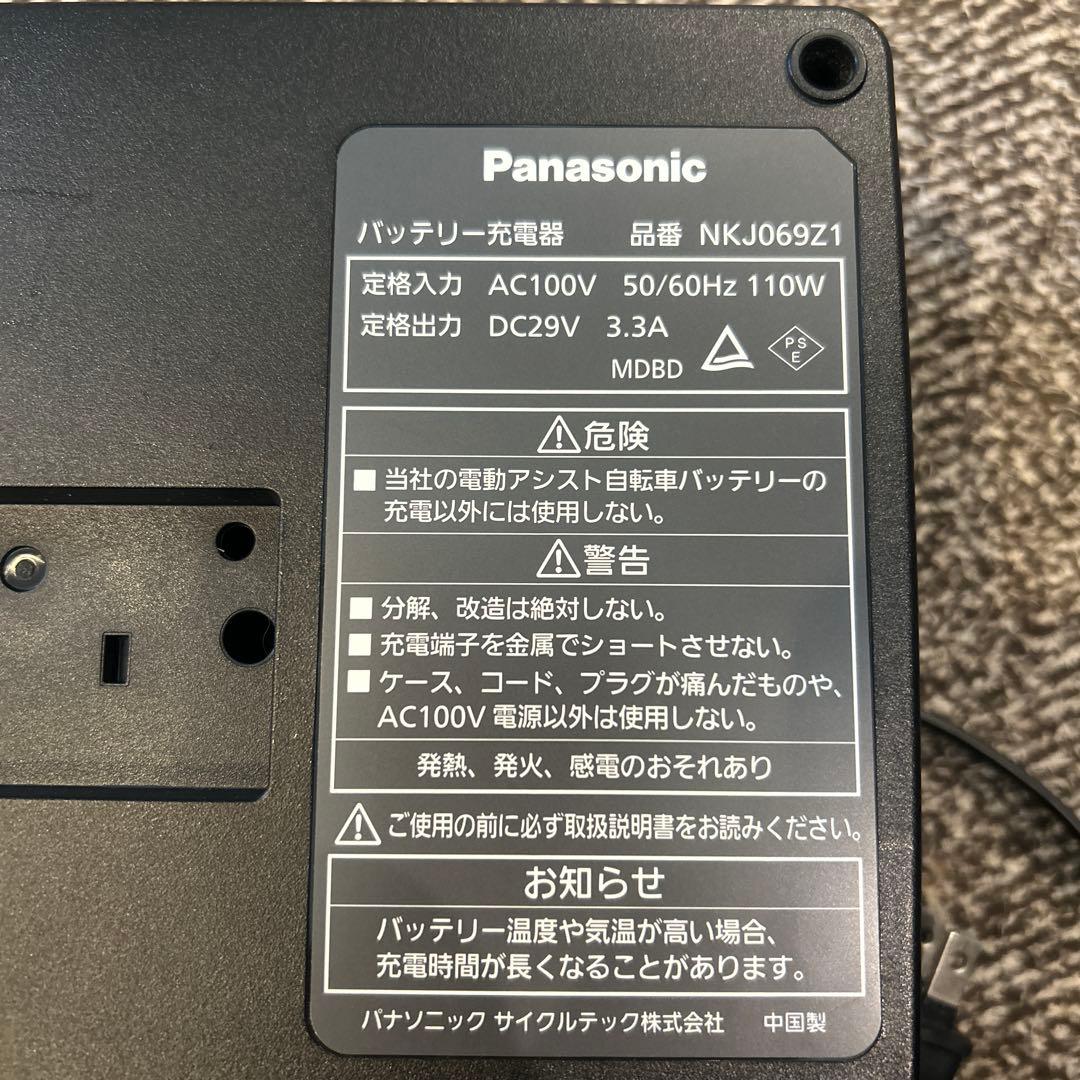 Panasonic
バッテリー充電器 品番 NKJ069Z1
定格入力 AC100V 50/60Hz 110W
定格出力 DC29V 3.3A
MDBD
PS
E
危険
■ 当社の電動アシスト自転車バッテリーの
充電以外には使用しない。
警告
■ 分解、改造は絶対しない。
■ 充電端子を金属でショートさせない。
■ ケース、コード、プラグが痛んだものや、
AC100V 電源以外は使用しない。
発熱、発火、感電のおそれあり
ご使用の前に必ず取扱説明書をお読みください。
お知らせ
バッテリー温度や気温が高い場合、
充電時間が長くなることがあります。
パナソニック サイクルテック株式会社 中国製